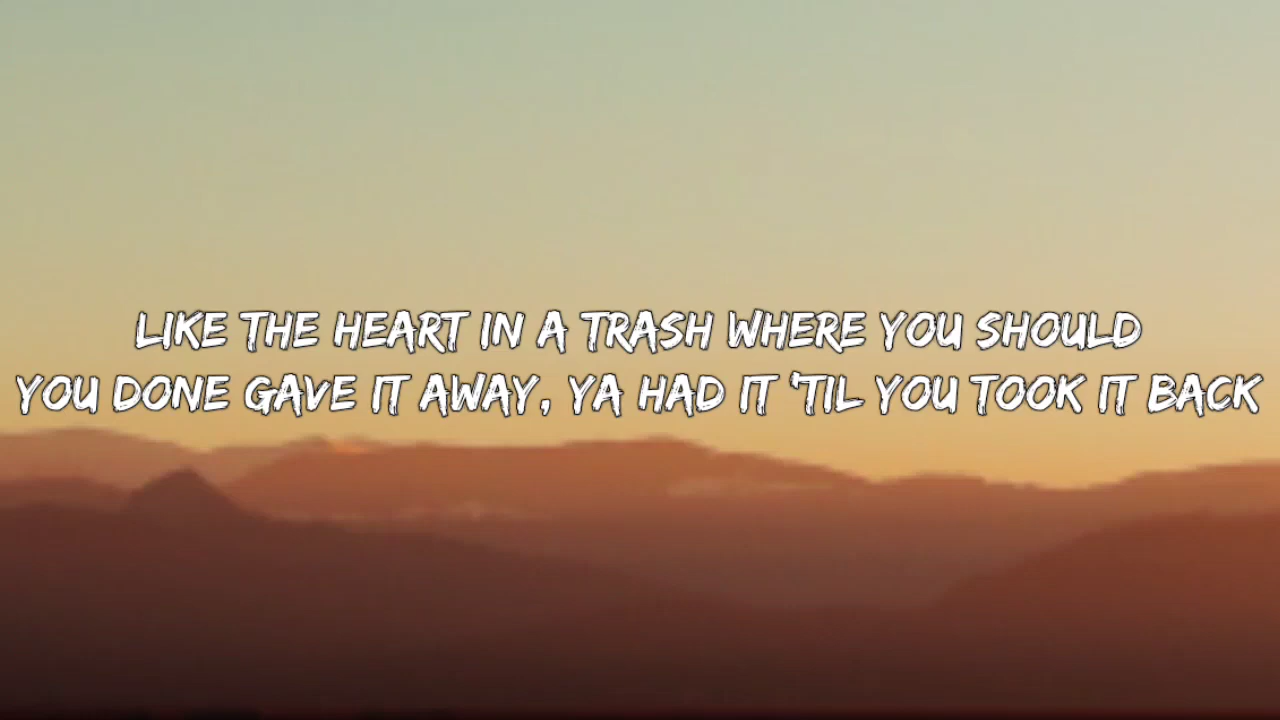 LIKE THE HEART IN A TRASH WHERE YOU SHOULD
YOU DONE GAVE IT AWAY, YA HAD IT 'TIL YOU TOOK IT BACK